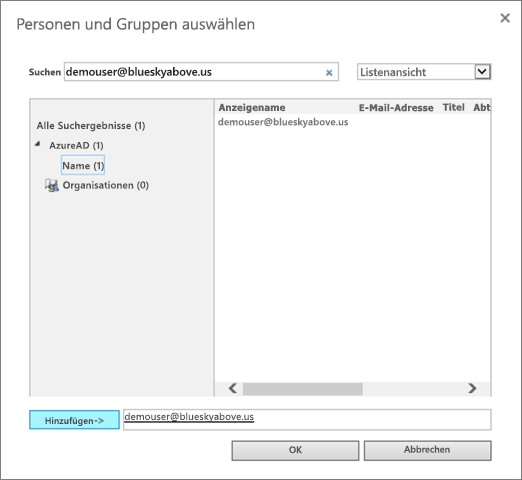 Personen und Gruppen auswählen
Suchen demouser@blueskyabove.us Listenansicht
Anzeigename E-Mail-Adresse Titel Abt
demouser@blueskyabove.us
Alle Suchergebnisse (1)
AzureAD (1)
Name (1)
Organisationen (0)
Hinzufügen-> demouser@blueskyabove.us
OK Abbrechen